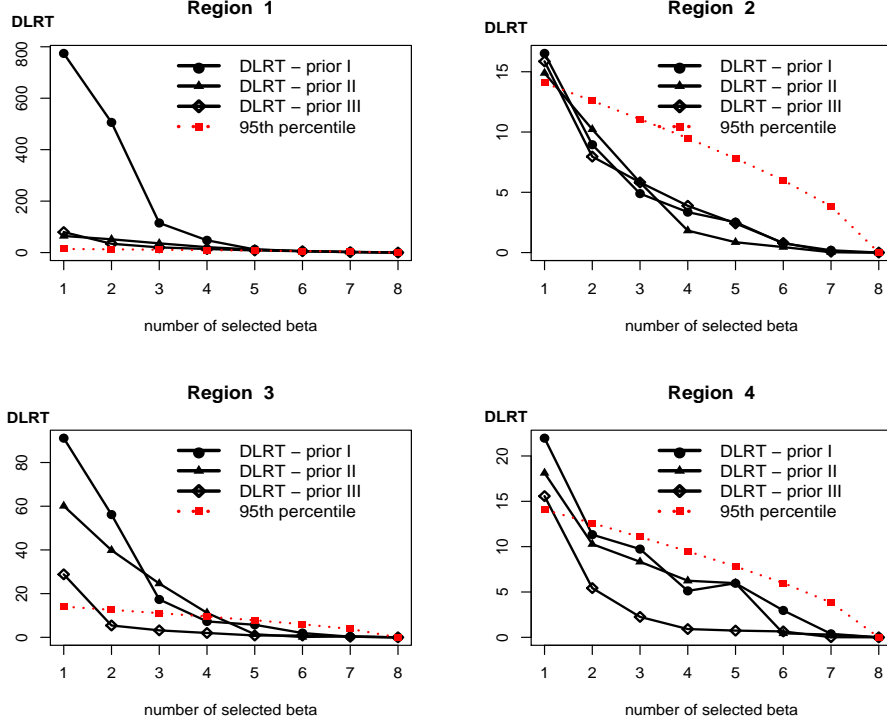 Region 1
DLRT
800
600
400
200
0
DLRT – prior I
DLRT – prior II
DLRT – prior III
95th percentile
1 2 3 4 5 6 7 8
number of selected beta
Region 2
DLRT
15
10
5
0
DLRT – prior I
DLRT – prior II
DLRT – prior III
95th percentile
1 2 3 4 5 6 7 8
number of selected beta
Region 3
DLRT
80
60
40
20
0
DLRT – prior I
DLRT – prior II
DLRT – prior III
95th percentile
1 2 3 4 5 6 7 8
number of selected beta
Region 4
DLRT
20
15
10
5
0
DLRT – prior I
DLRT – prior II
DLRT – prior III
95th percentile
1 2 3 4 5 6 7 8
number of selected beta